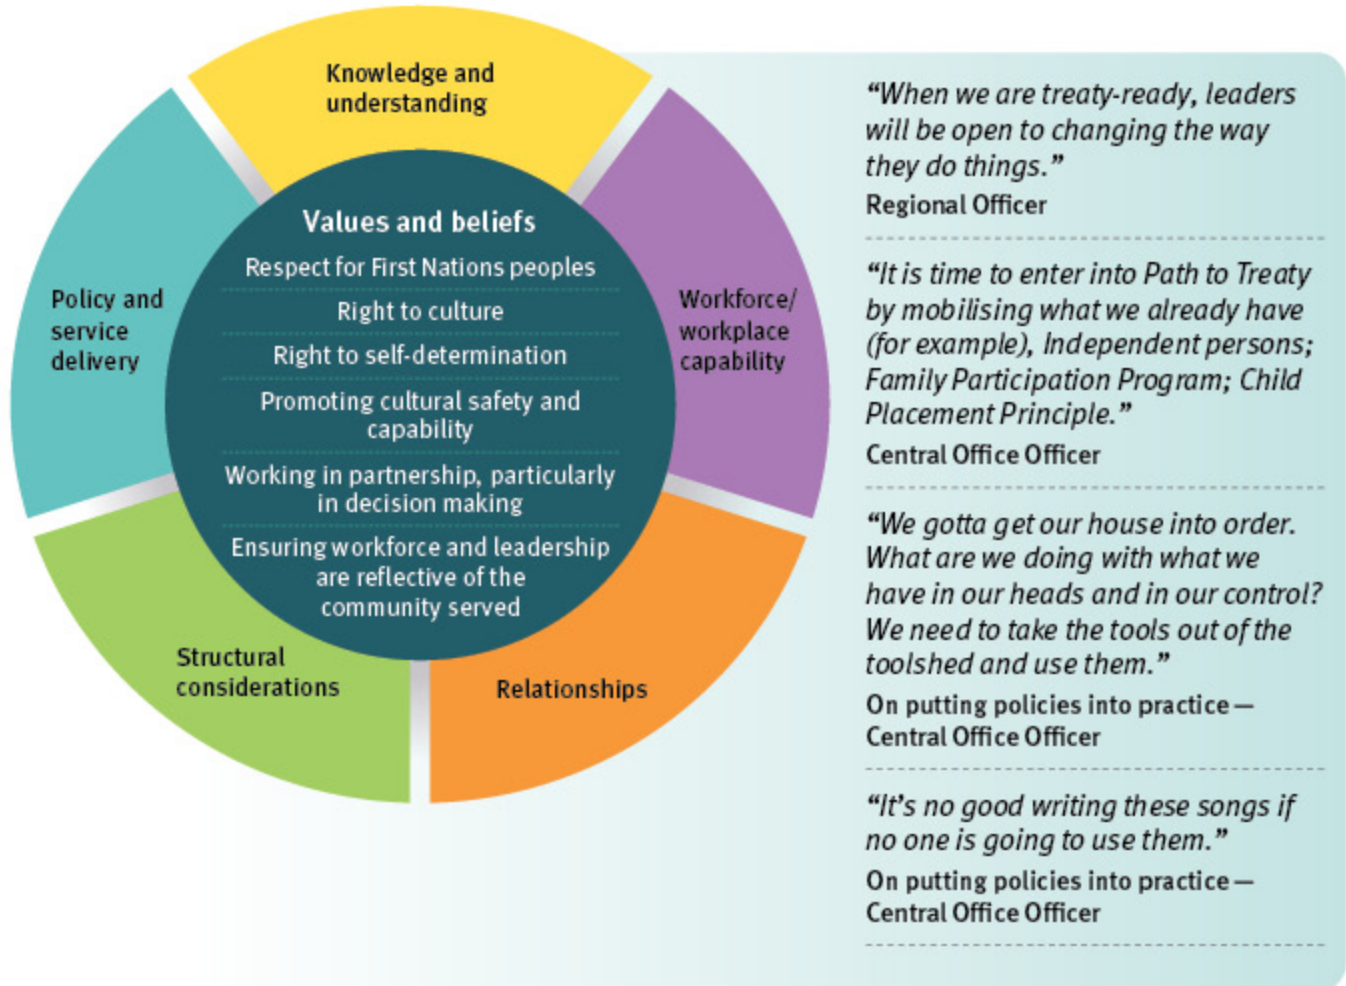 Knowledge and
understanding
Policy and
service
delivery
Values and beliefs
Respect for First Nations peoples
Right to culture
Right to self-determination
Promoting cultural safety and
capability
Working in partnership, particularly
in decision making
Ensuring workforce and leadership
are reflective of the
community served
Workforce/
workplace
capability
Structural
considerations
Relationships
“When we are treaty-ready, leaders
will be open to changing the way
they do things.”
Regional Officer
“It is time to enter into Path to Treaty
by mobilising what we already have
(for example), Independent persons;
Family Participation Program; Child
Placement Principle.”
Central Office Officer
“We gotta get our house into order.
What are we doing with what we
have in our heads and in our control?
We need to take the tools out of the
toolshed and use them.”
On putting policies into practice —
Central Office Officer
“It’s no good writing these songs if
no one is going to use them.”
On putting policies into practice —
Central Office Officer